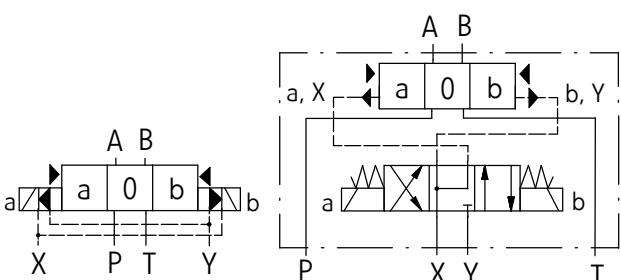 A B
a 0 b
a b
X P T Y
A B
a, X a 0 b b, Y
a b
P X Y T